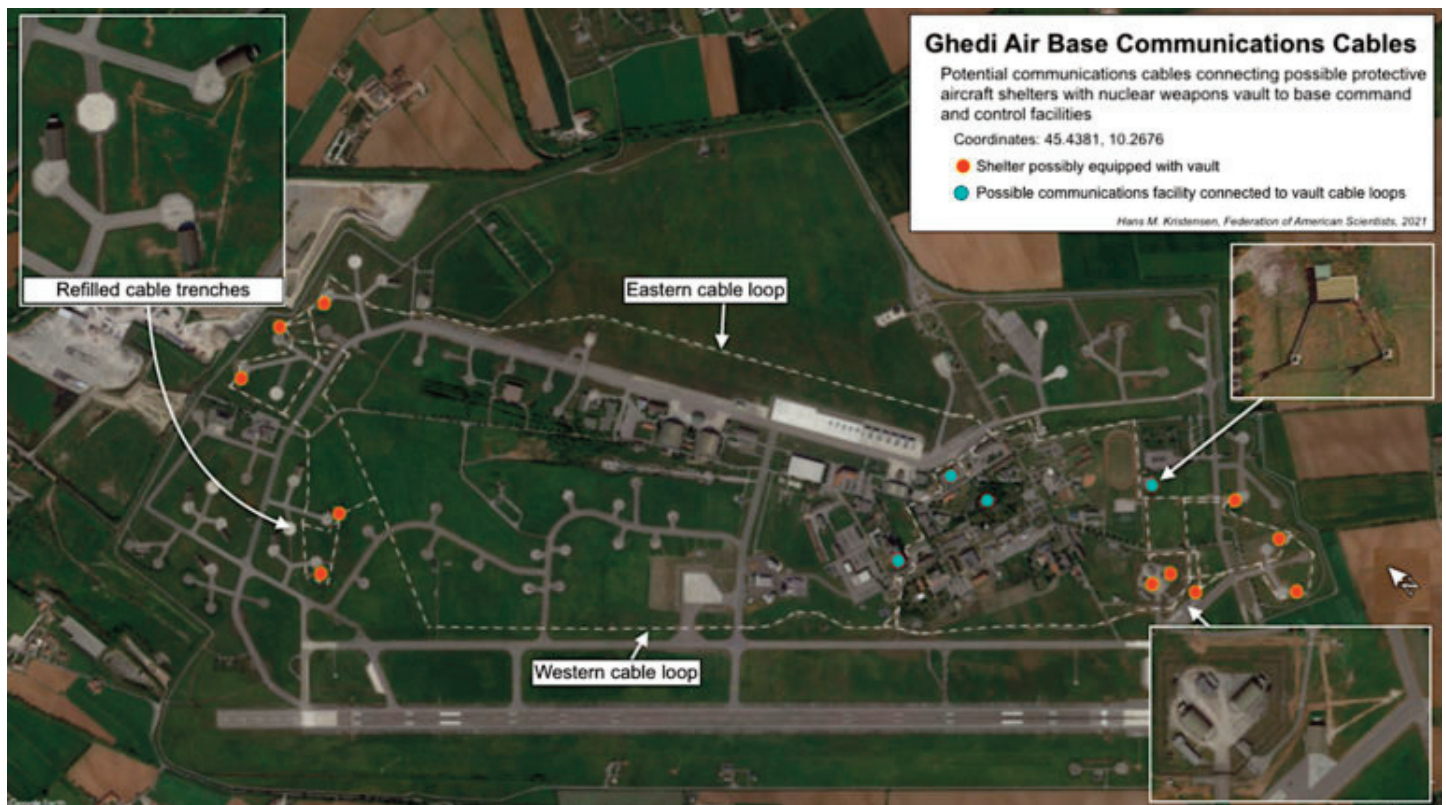 Ghedi Air Base Communications Cables
Potential communications cables connecting possible protective
aircraft shelters with nuclear weapons vault to base command
and control facilities
Coordinates: 45.4381, 10.2676
Shelter possibly equipped with vault
Possible communications facility connected to vault cable loops
Hans M. Kristensen, Federation of American Scientists, 2021
Refilled cable trenches
Eastern cable loop
Western cable loop